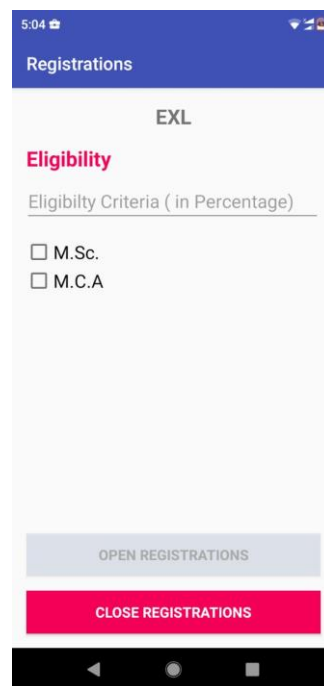 5:04
Registrations
EXL
Eligibility
Eligibilty Criteria ( in Percentage)
M.Sc.
M.C.A
OPEN REGISTRATIONS
CLOSE REGISTRATIONS